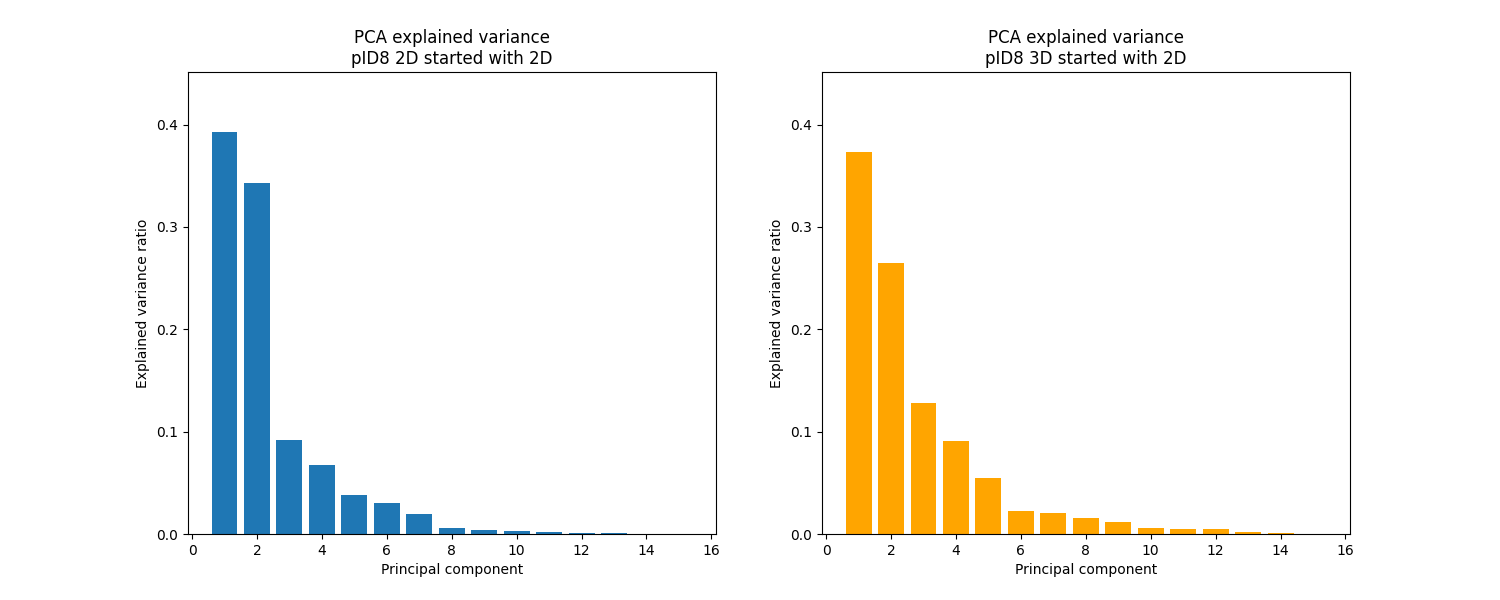 PCA explained variance
pID8 2D started with 2D
Explained variance ratio
0.4
0.3
0.2
0.1
0.0
0 2 4 6 8 10 12 14 16
Principal component
PCA explained variance
pID8 3D started with 2D
Explained variance ratio
0.4
0.3
0.2
0.1
0.0
0 2 4 6 8 10 12 14 16
Principal component